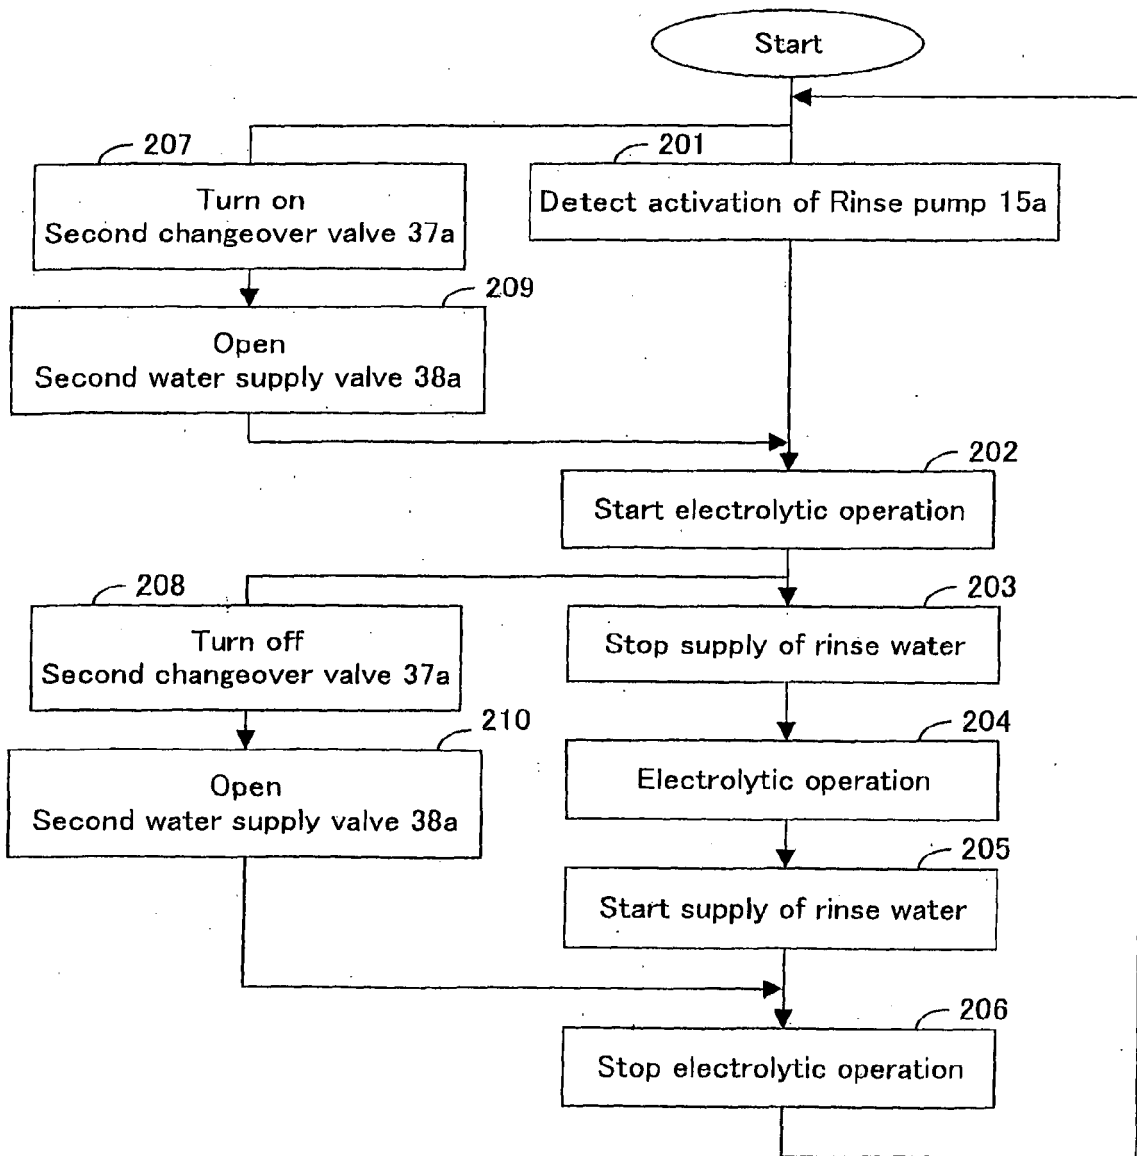 Start
207
Turn on
Second changeover valve 37a
201
Detect activation of Rinse pump 15a
209
Open
Second water supply valve 38a
202
Start electrolytic operation
208
Turn off
Second changeover valve 37a
203
Stop supply of rinse water
210
Open
Second water supply valve 38a
204
Electrolytic operation
205
Start supply of rinse water
206
Stop electrolytic operation